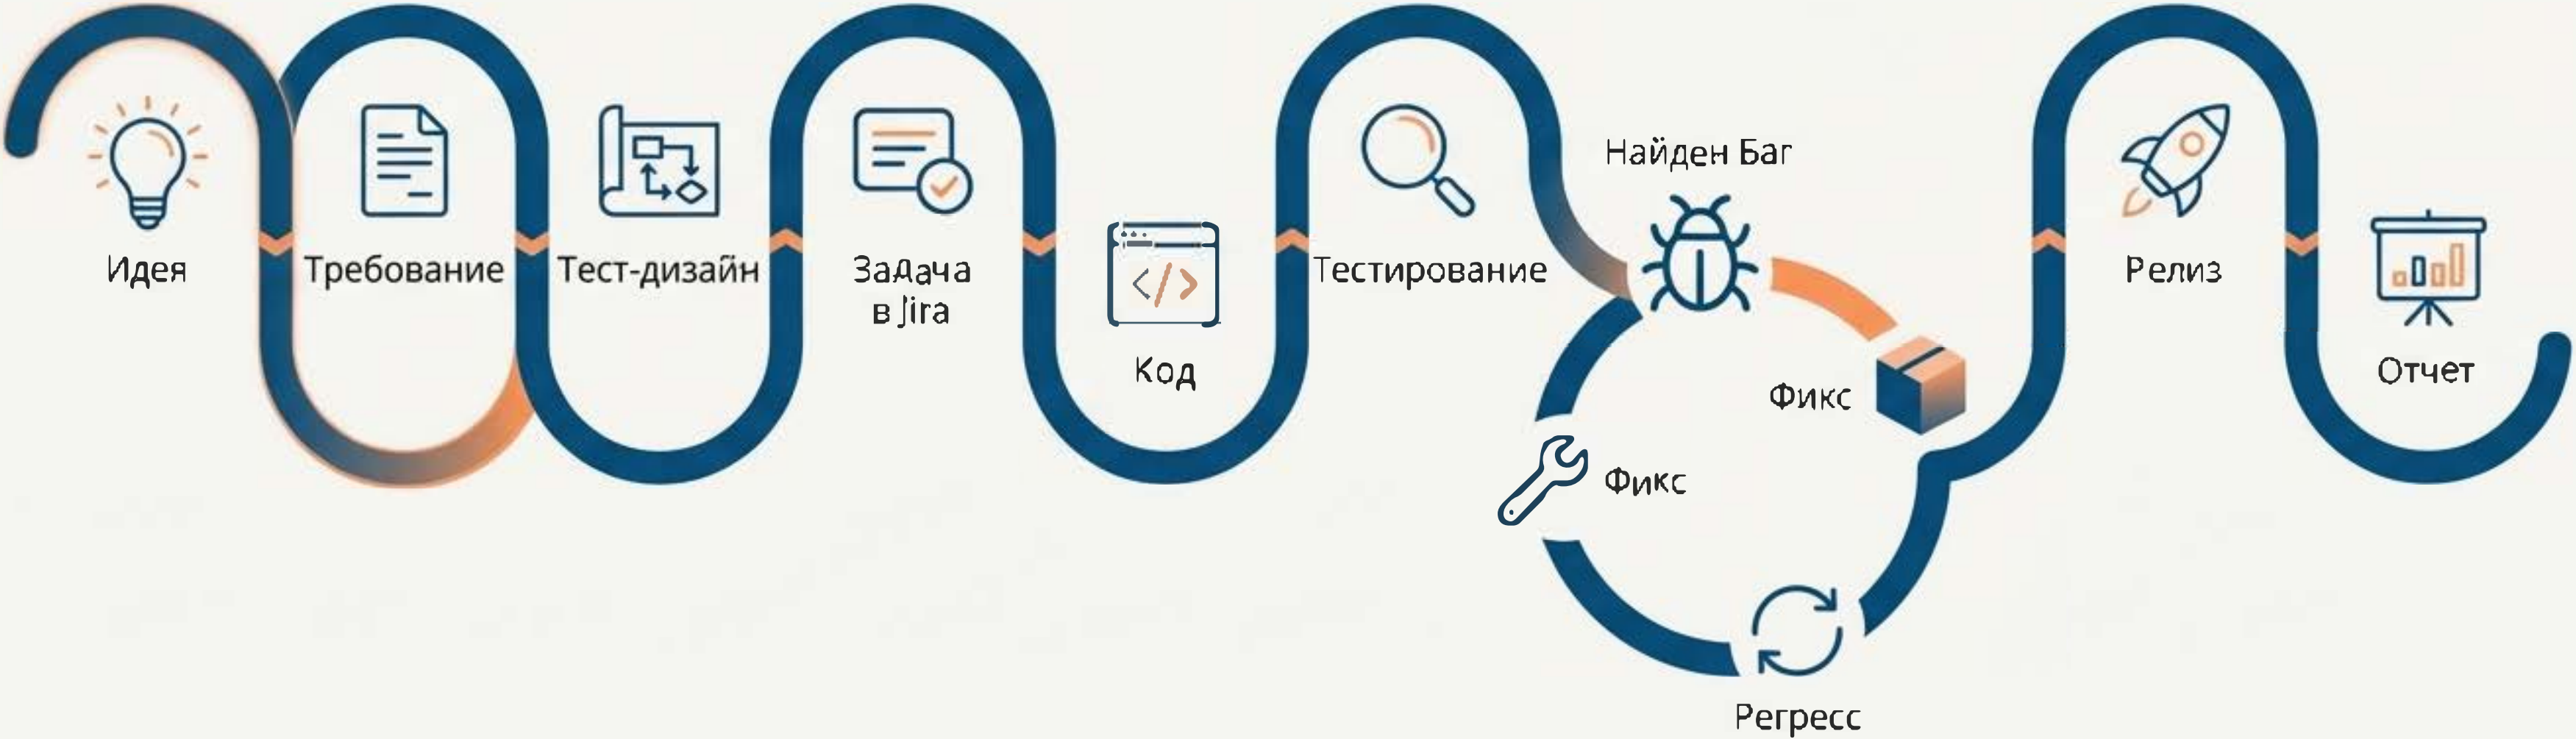 Идея
Требование
Тест-дизайн
Задача
в Jira
Код
Тестирование
Найден Баг
Фикс
Фикс
Регресс
Релиз
Отчет